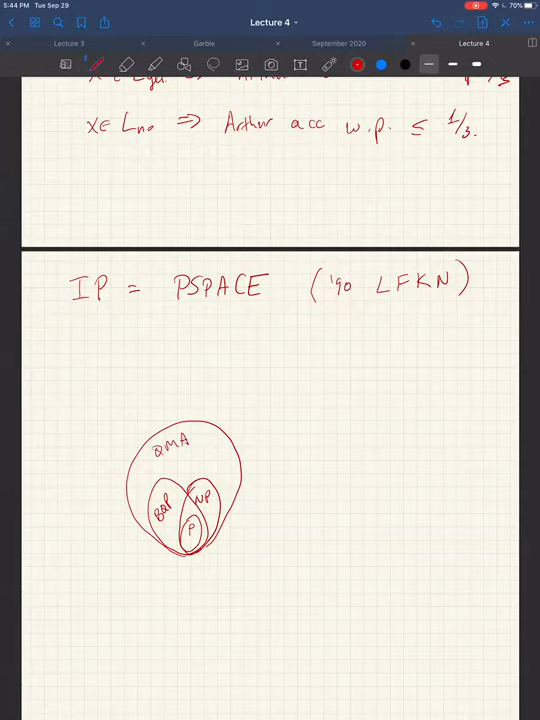 5:44 PM Tue Sep 29
70%
Lecture 4
Lecture 3
Garble
September 2020
Lecture 4
x ∈ Lno ⇒ Arthur acc w.p. ≤ 1/3.
IP = PSPACE ('90 LFKN)
QMA
BQP
NP
P